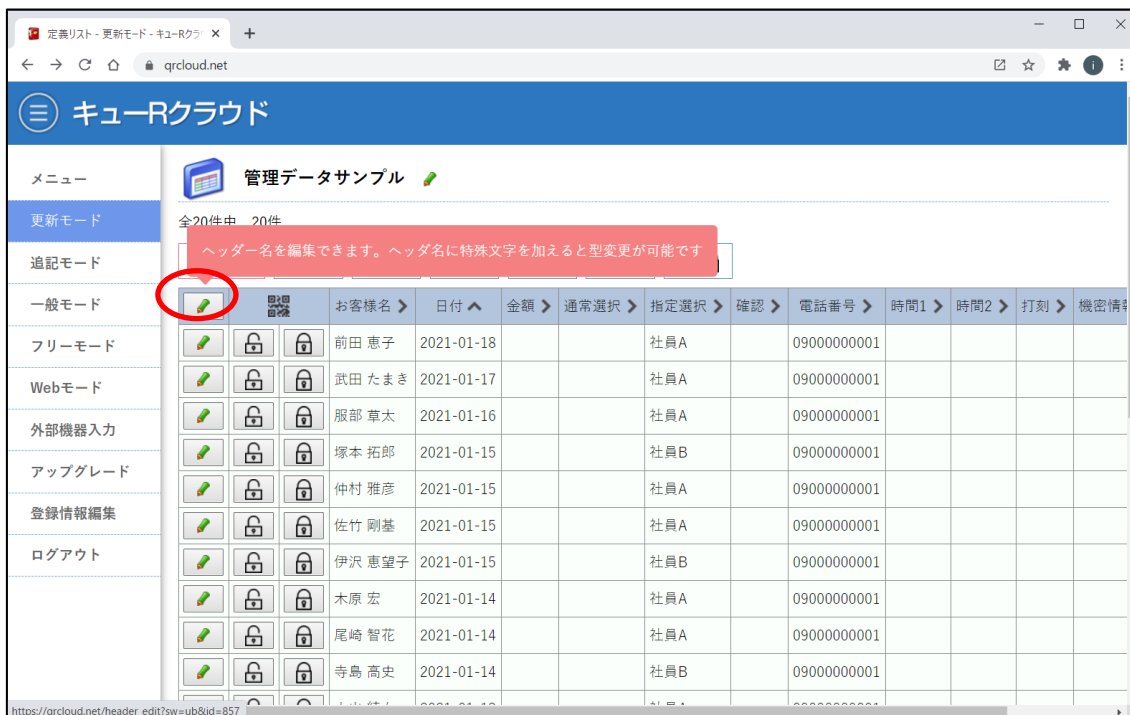 定義リスト - 更新モード - キューRクラ
qrcloud.net
i
キューRクラウド
メニュー
更新モード
追記モード
一般モード
フリーモード
Webモード
外部機器入力
アップグレード
登録情報編集
ログアウト
管理データサンプル
全20件中 20件
ヘッダー名を編集できます。ヘッダ名に特殊文字を加えると型変更が可能です
お客様名 日付 金額 通常選択 指定選択 確認 電話番号 時間1 時間2 打刻 機密情報
前田 恵子 2021-01-18 社員A 09000000001
武田 たまき 2021-01-17 社員A 09000000001
服部 草太 2021-01-16 社員A 09000000001
塚本 拓郎 2021-01-15 社員B 09000000001
仲村 雅彦 2021-01-15 社員A 09000000001
佐竹 剛基 2021-01-15 社員A 09000000001
伊沢 恵望子 2021-01-15 社員B 09000000001
木原 宏 2021-01-14 社員A 09000000001
尾崎 智花 2021-01-14 社員A 09000000001
寺島 高史 2021-01-14 社員B 09000000001
https://qrcloud.net/header_edit?sw=ub&id=857